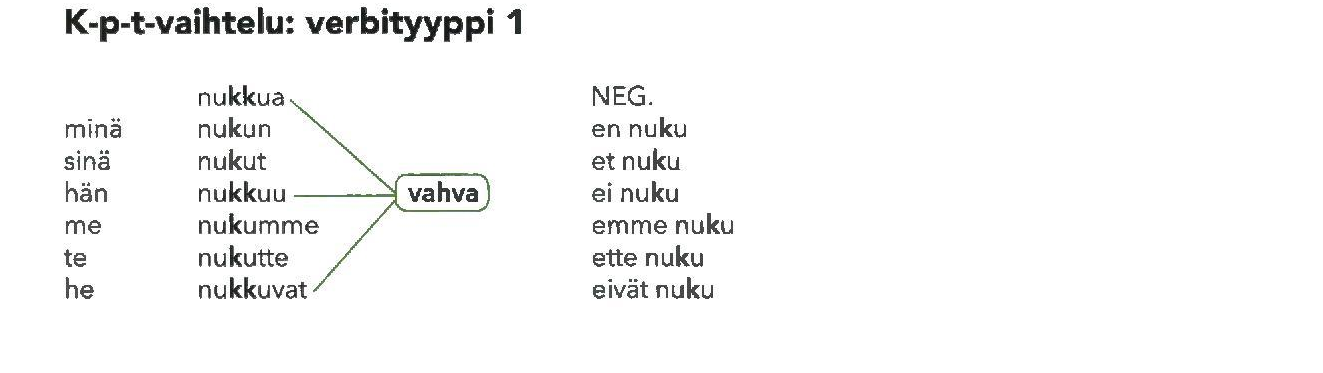 K-p-t-vaihtelu: verbityyppi 1
nukkua NEG.
minä nukun en nuku
sinä nukut et nuku
hän nukkuu vahva ei nuku
me nukumme emme nuku
te nukutte ette nuku
he nukkuvat eivät nuku